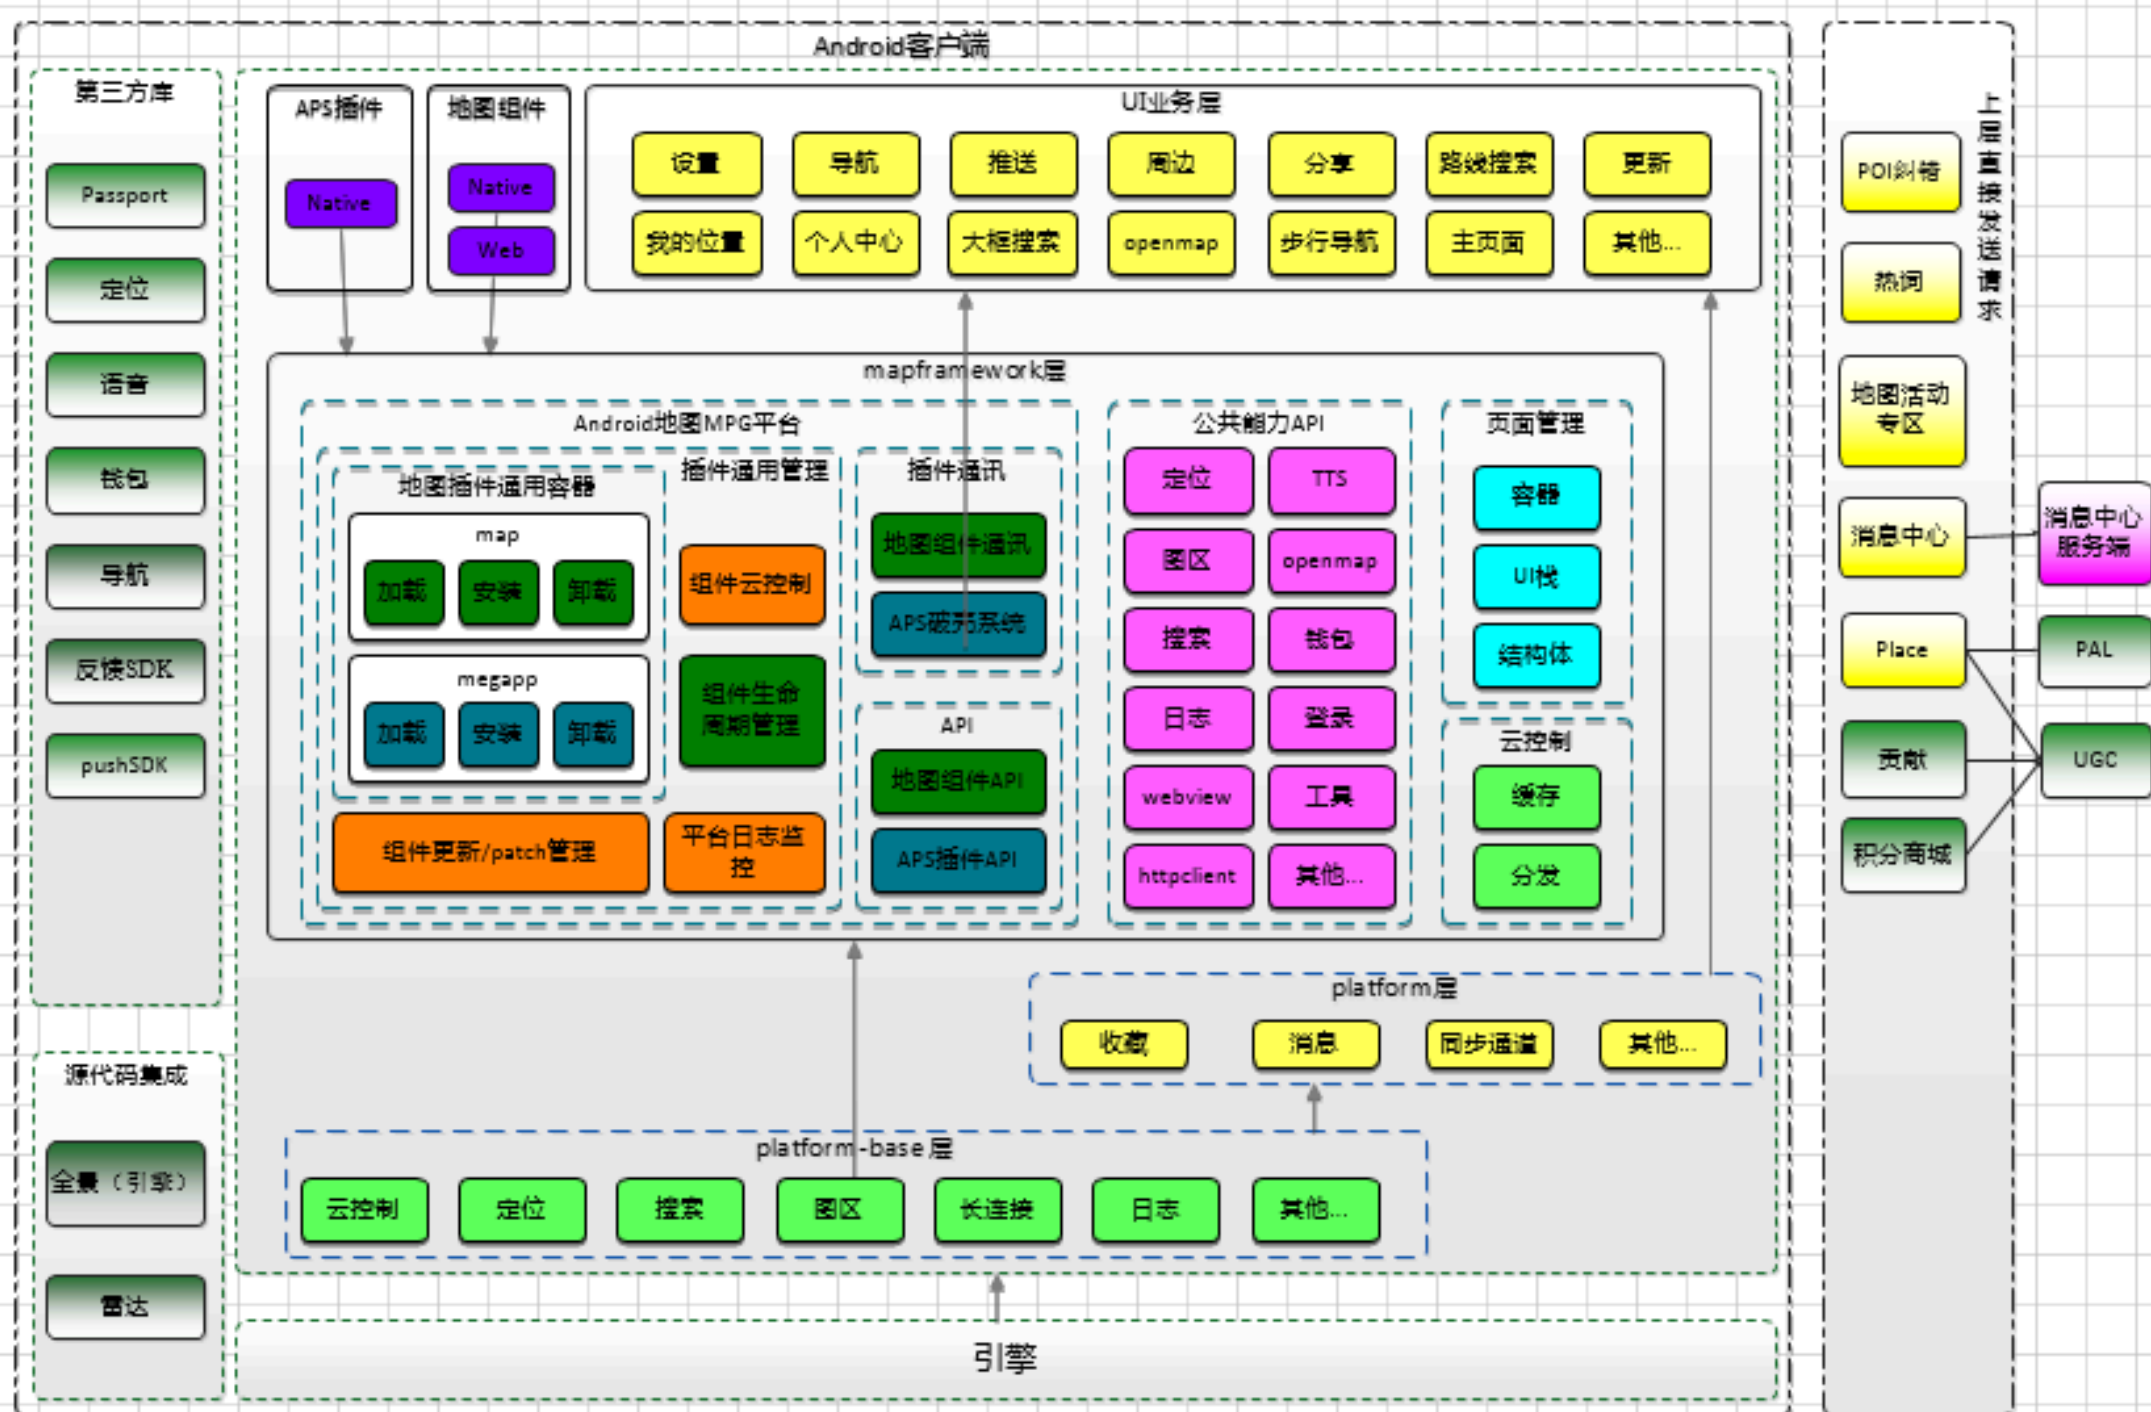 Android客户端
第三方库
Passport
定位
语音
钱包
导航
反馈SDK
pushSDK
源代码集成
全景（引擎）
雷达
APS插件
Native
地图组件
Native
Web
UI业务层
设置
导航
推送
周边
分享
路线搜索
更新
我的位置
个人中心
大框搜索
openmap
步行导航
主页面
其他...
mapframework层
Android地图MPG平台
插件通用管理
地图插件通用容器
map
加载
安装
卸载
megapp
加载
安装
卸载
组件云控制
组件生命
周期管理
组件更新/patch管理
平台日志监
控
插件通讯
地图组件通讯
APS破壳系统
API
地图组件API
APS插件API
公共能力API
定位
TTS
图区
openmap
搜索
钱包
日志
登录
webview
工具
httpclient
其他...
页面管理
容器
UI栈
结构体
云控制
缓存
分发
platform层
收藏
消息
同步通道
其他...
platform-base层
云控制
定位
搜索
图区
长连接
日志
其他...
引擎
上层直接发送请求
POI纠错
热词
地图活动
专区
消息中心
Place
贡献
积分商城
消息中心
服务端
PAL
UGC